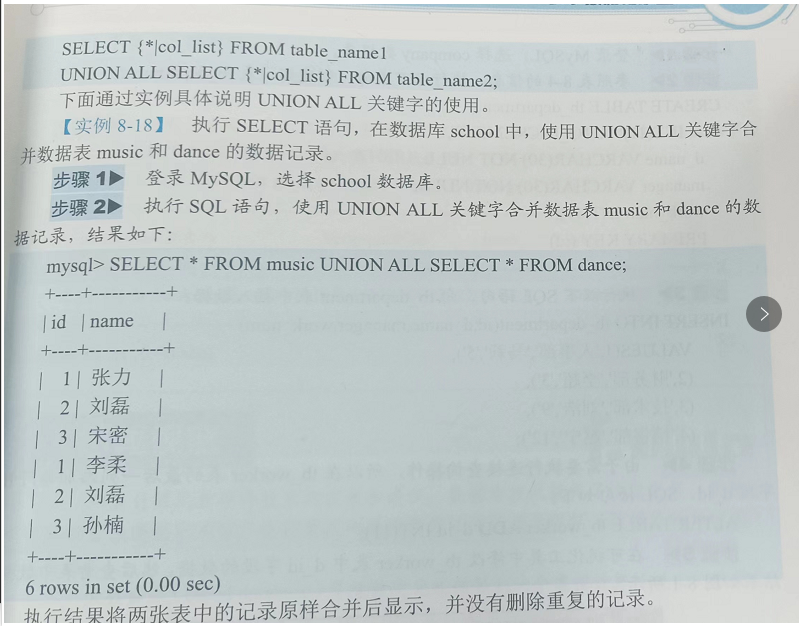 SELECT {*|col_list} FROM table_name1
UNION ALL SELECT {*|col_list} FROM table_name2;
下面通过实例具体说明 UNION ALL 关键字的使用。
【实例 8-18】 执行 SELECT 语句，在数据库 school 中，使用 UNION ALL 关键字合
并数据表 music 和 dance 的数据记录。
步骤 1▶ 登录 MySQL，选择 school 数据库。
步骤 2▶ 执行 SQL 语句，使用 UNION ALL 关键字合并数据表 music 和 dance 的数
据记录，结果如下：
mysql> SELECT * FROM music UNION ALL SELECT * FROM dance;
+----+-----------+
| id | name |
+----+-----------+
| 1 | 张力 |
| 2 | 刘磊 |
| 3 | 宋密 |
| 1 | 李柔 |
| 2 | 刘磊 |
| 3 | 孙楠 |
+----+-----------+
6 rows in set (0.00 sec)
执行结果将两张表中的记录原样合并后显示，并没有删除重复的记录。